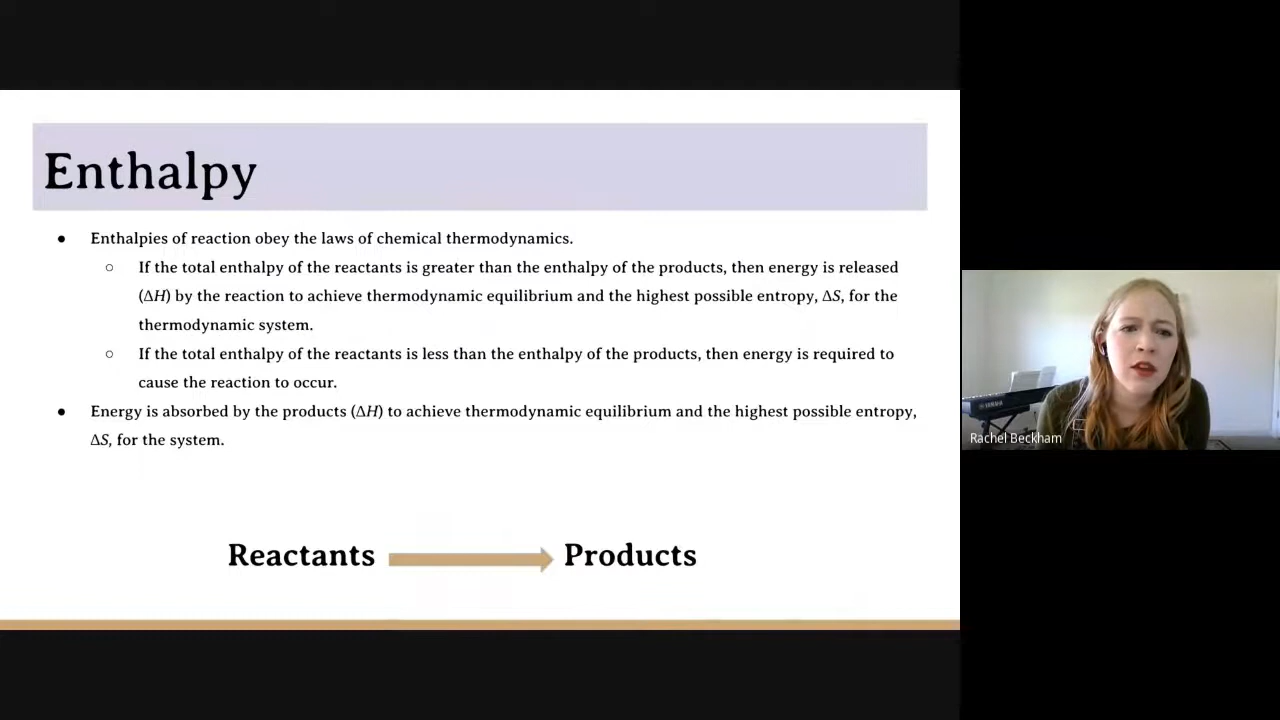 Enthalpy
● Enthalpies of reaction obey the laws of chemical thermodynamics.
○ If the total enthalpy of the reactants is greater than the enthalpy of the products, then energy is released
(ΔH) by the reaction to achieve thermodynamic equilibrium and the highest possible entropy, ΔS, for the
thermodynamic system.
○ If the total enthalpy of the reactants is less than the enthalpy of the products, then energy is required to
cause the reaction to occur.
● Energy is absorbed by the products (ΔH) to achieve thermodynamic equilibrium and the highest possible entropy,
ΔS, for the system.
Reactants Products
YAMAHA
Rachel Beckham